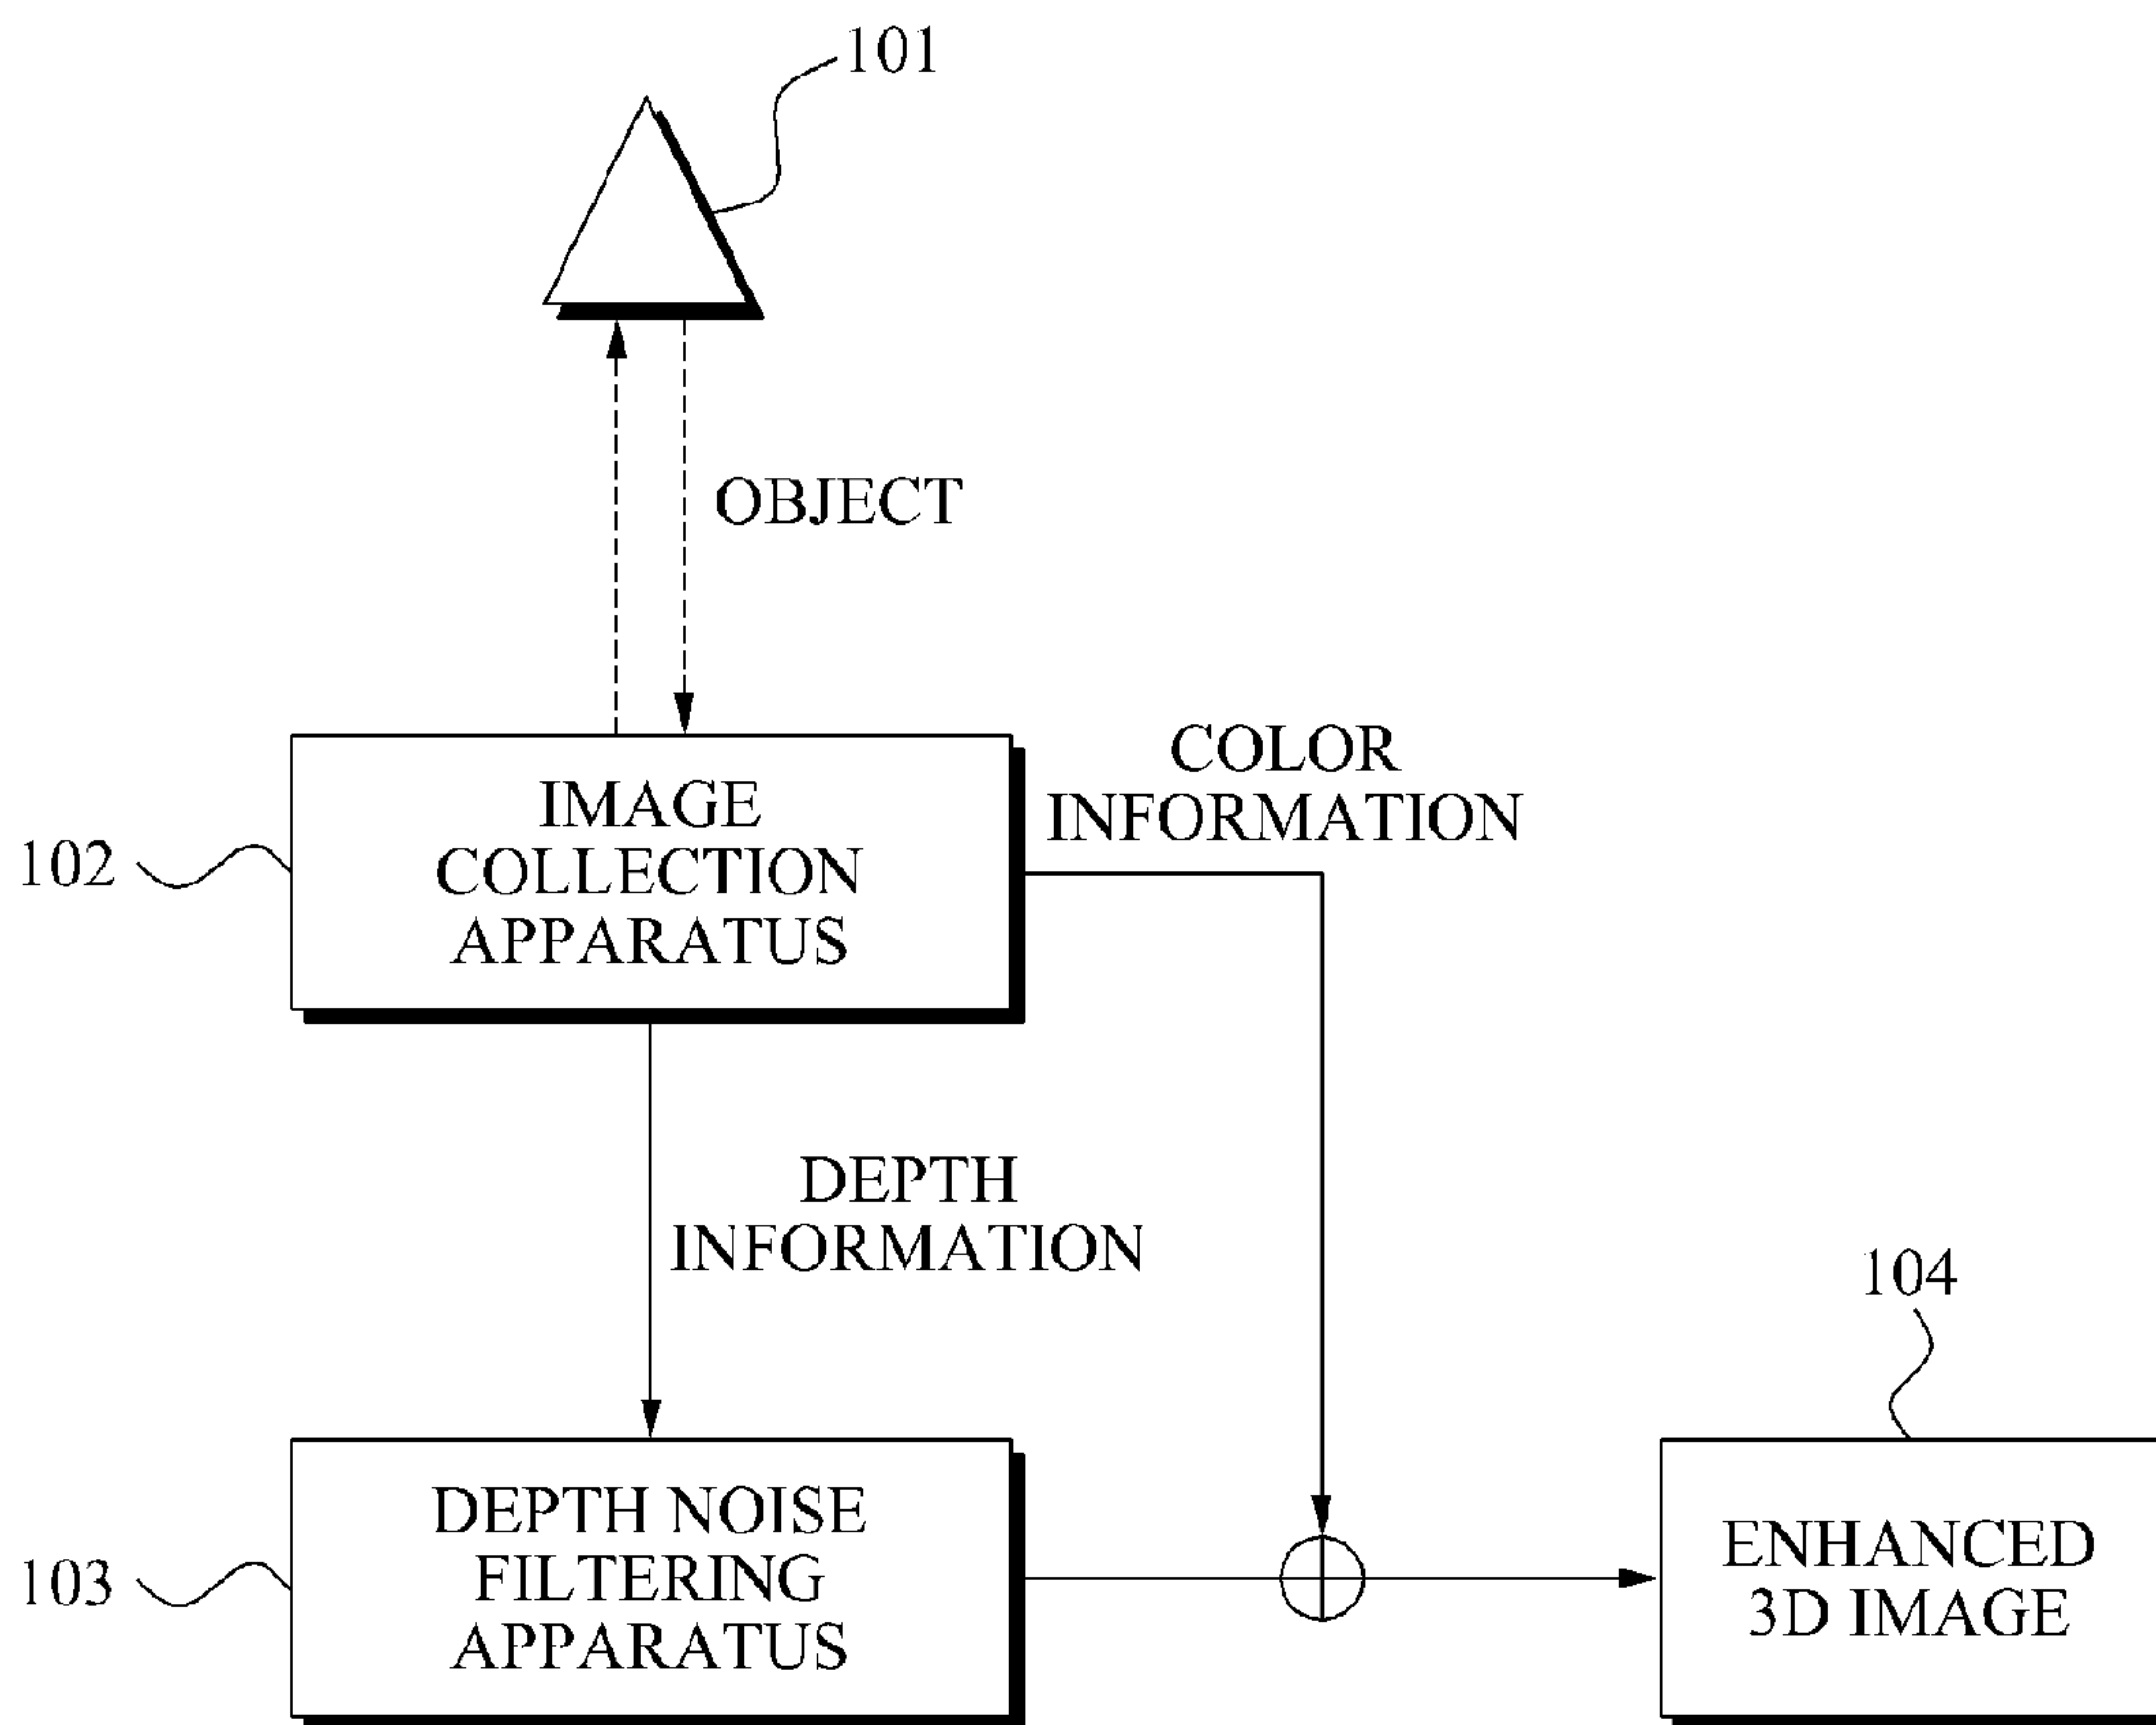 101
OBJECT
COLOR
INFORMATION
102
IMAGE
COLLECTION
APPARATUS
DEPTH
INFORMATION
104
103
DEPTH NOISE
FILTERING
APPARATUS
ENHANCED
3D IMAGE